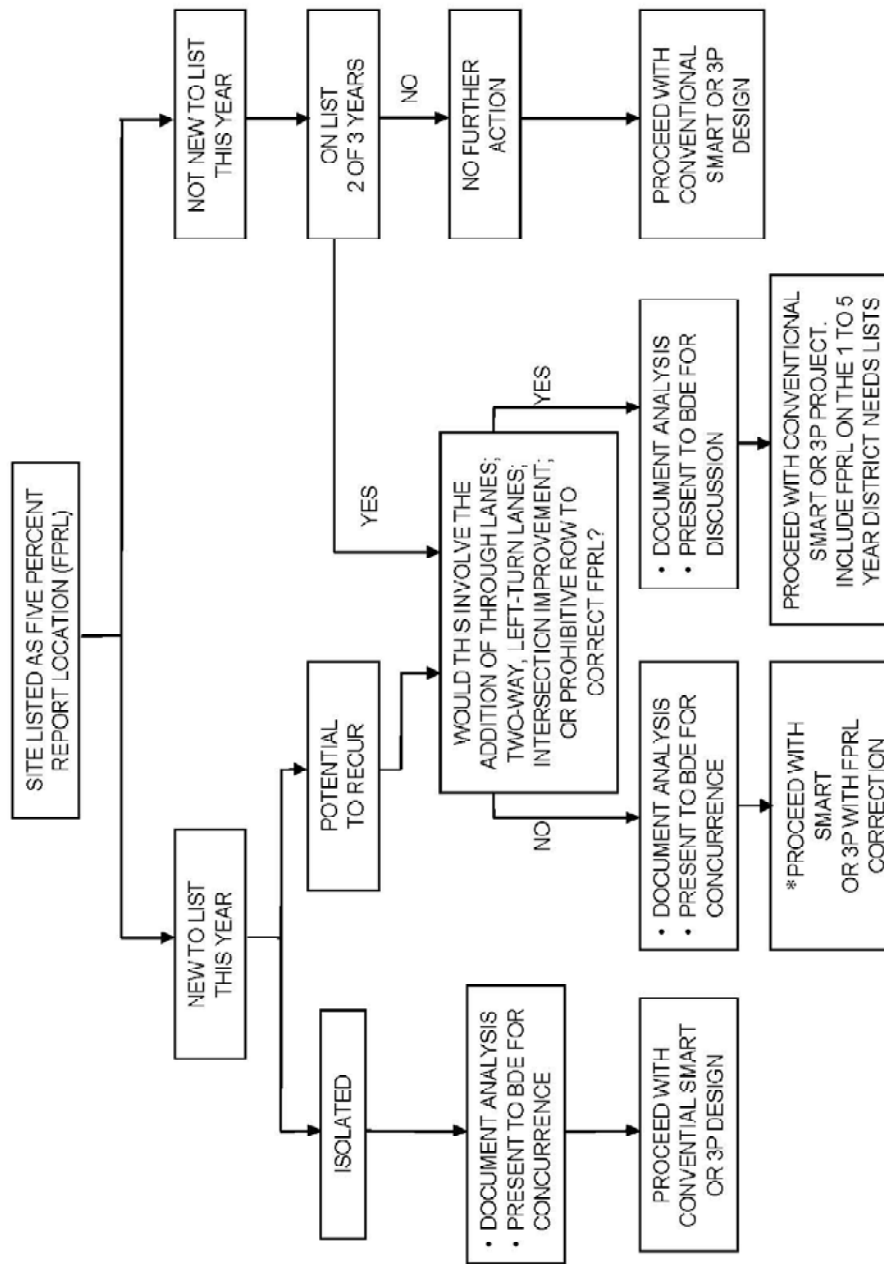 SITE LISTED AS FIVE PERCENT
REPORT LOCATION (FPRL)
NEW TO LIST
THIS YEAR
NOT NEW TO LIST
THIS YEAR
ISOLATED
POTENTIAL
TO RECUR
ON LIST
2 OF 3 YEARS
YES
NO
• DOCUMENT ANALYSIS
• PRESENT TO BDE FOR
CONCURRENCE
WOULD THIS INVOLVE THE
ADDITION OF THROUGH LANES;
TWO-WAY, LEFT-TURN LANES;
INTERSECTION IMPROVEMENT;
OR PROHIBITIVE ROW TO
CORRECT FPRL?
NO FURTHER
ACTION
NO
YES
PROCEED WITH
CONVENTIAL SMART
OR 3P DESIGN
• DOCUMENT ANALYSIS
• PRESENT TO BDE FOR
CONCURRENCE
• DOCUMENT ANALYSIS
• PRESENT TO BDE FOR
DISCUSSION
PROCEED WITH
CONVENTIONAL
SMART OR 3P
DESIGN
*PROCEED WITH
SMART
OR 3P WITH FPRL
CORRECTION
PROCEED WITH CONVENTIONAL
SMART OR 3P PROJECT.
INCLUDE FPRL ON THE 1 TO 5
YEAR DISTRICT NEEDS LISTS